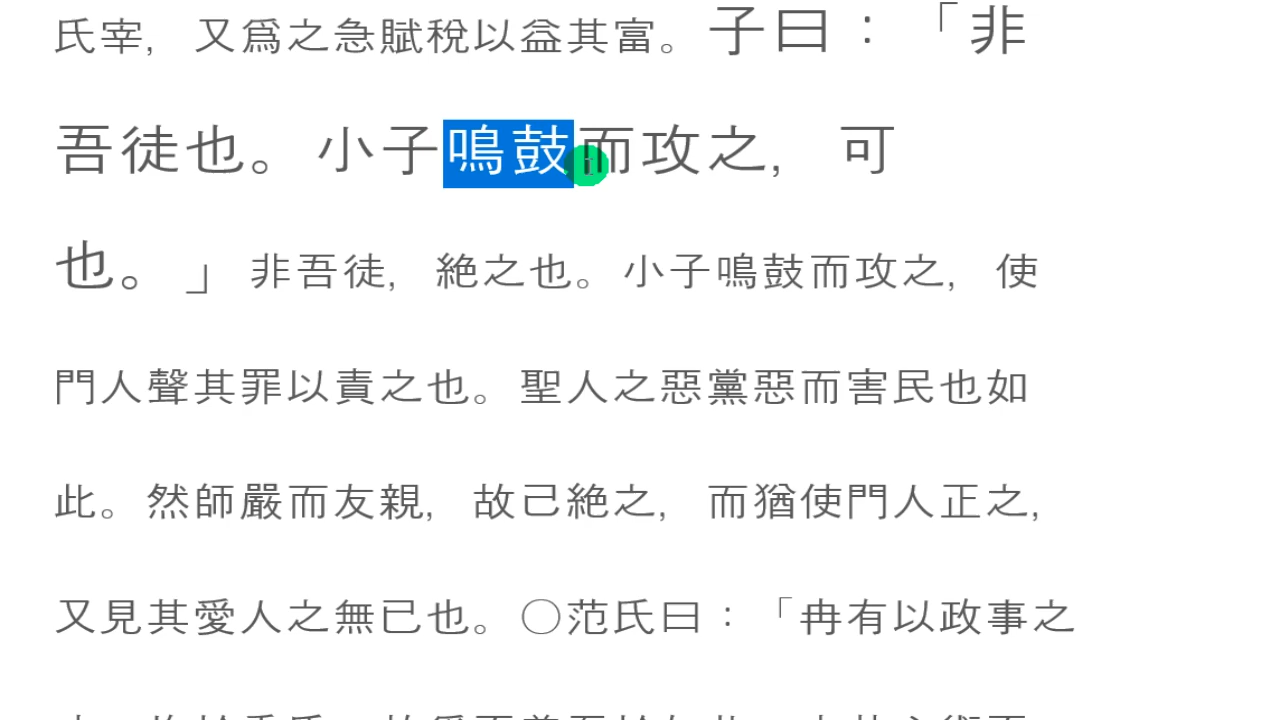 氏宰，又爲之急賦稅以益其富。子曰：「非
吾徒也。小子鳴鼓而攻之，可
也。」非吾徒，絶之也。小子鳴鼓而攻之，使
門人聲其罪以責之也。聖人之惡黨惡而害民也如
此。然師嚴而友親，故己絶之，而猶使門人正之，
又見其愛人之無已也。○范氏曰：「冉有以政事之